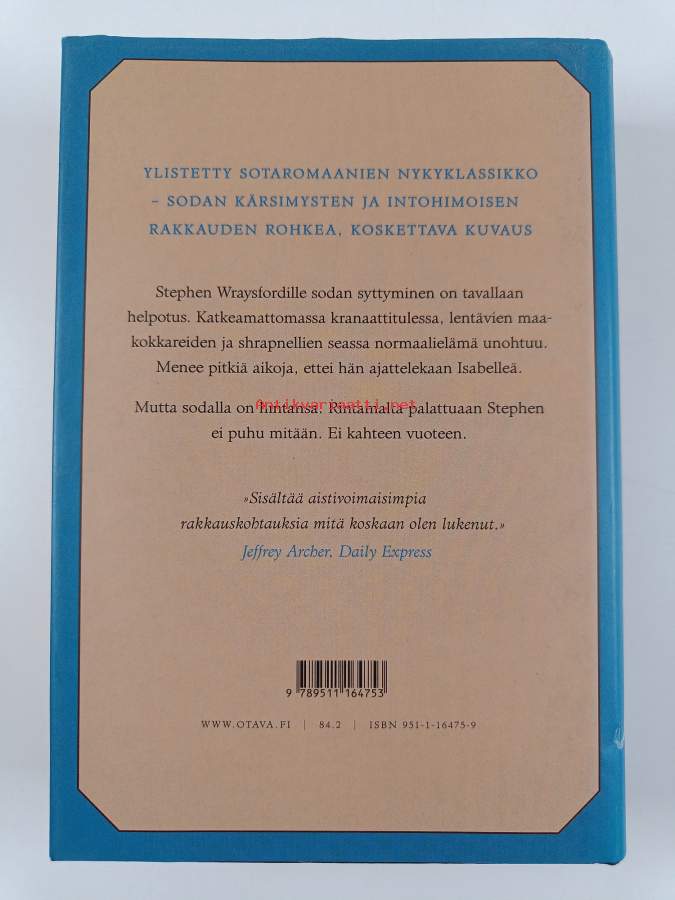 YLISTETTY SOTAROMAANIEN NYKYKLASSIKKO
– SODAN KÄRSIMYSTEN JA INTOHIMOISEN
RAKKAUDEN ROHKEA, KOSKETTAVA KUVAUS
Stephen Wraysfordille sodan syttyminen on tavallaan
helpotus. Katkeamattomassa kranaattitulessa, lentävien maa-
kokkareiden ja shrapnellien seassa normaalielämä unohtuu.
Menee pitkiä aikoja, ettei hän ajattelekaan Isabelleä.
Mutta sodalla on hintansa. Rintamalta palattuaan Stephen
Antikvariaatti.net
ei puhu mitään. Ei kahteen vuoteen.
»Sisältää aistivoimaisimpia
rakkauskohtauksia mitä koskaan olen lukenut.»
Jeffrey Archer, Daily Express
9 789511 164753
WWW.OTAVA.FI | 84.2 | ISBN 951-1-16475-9